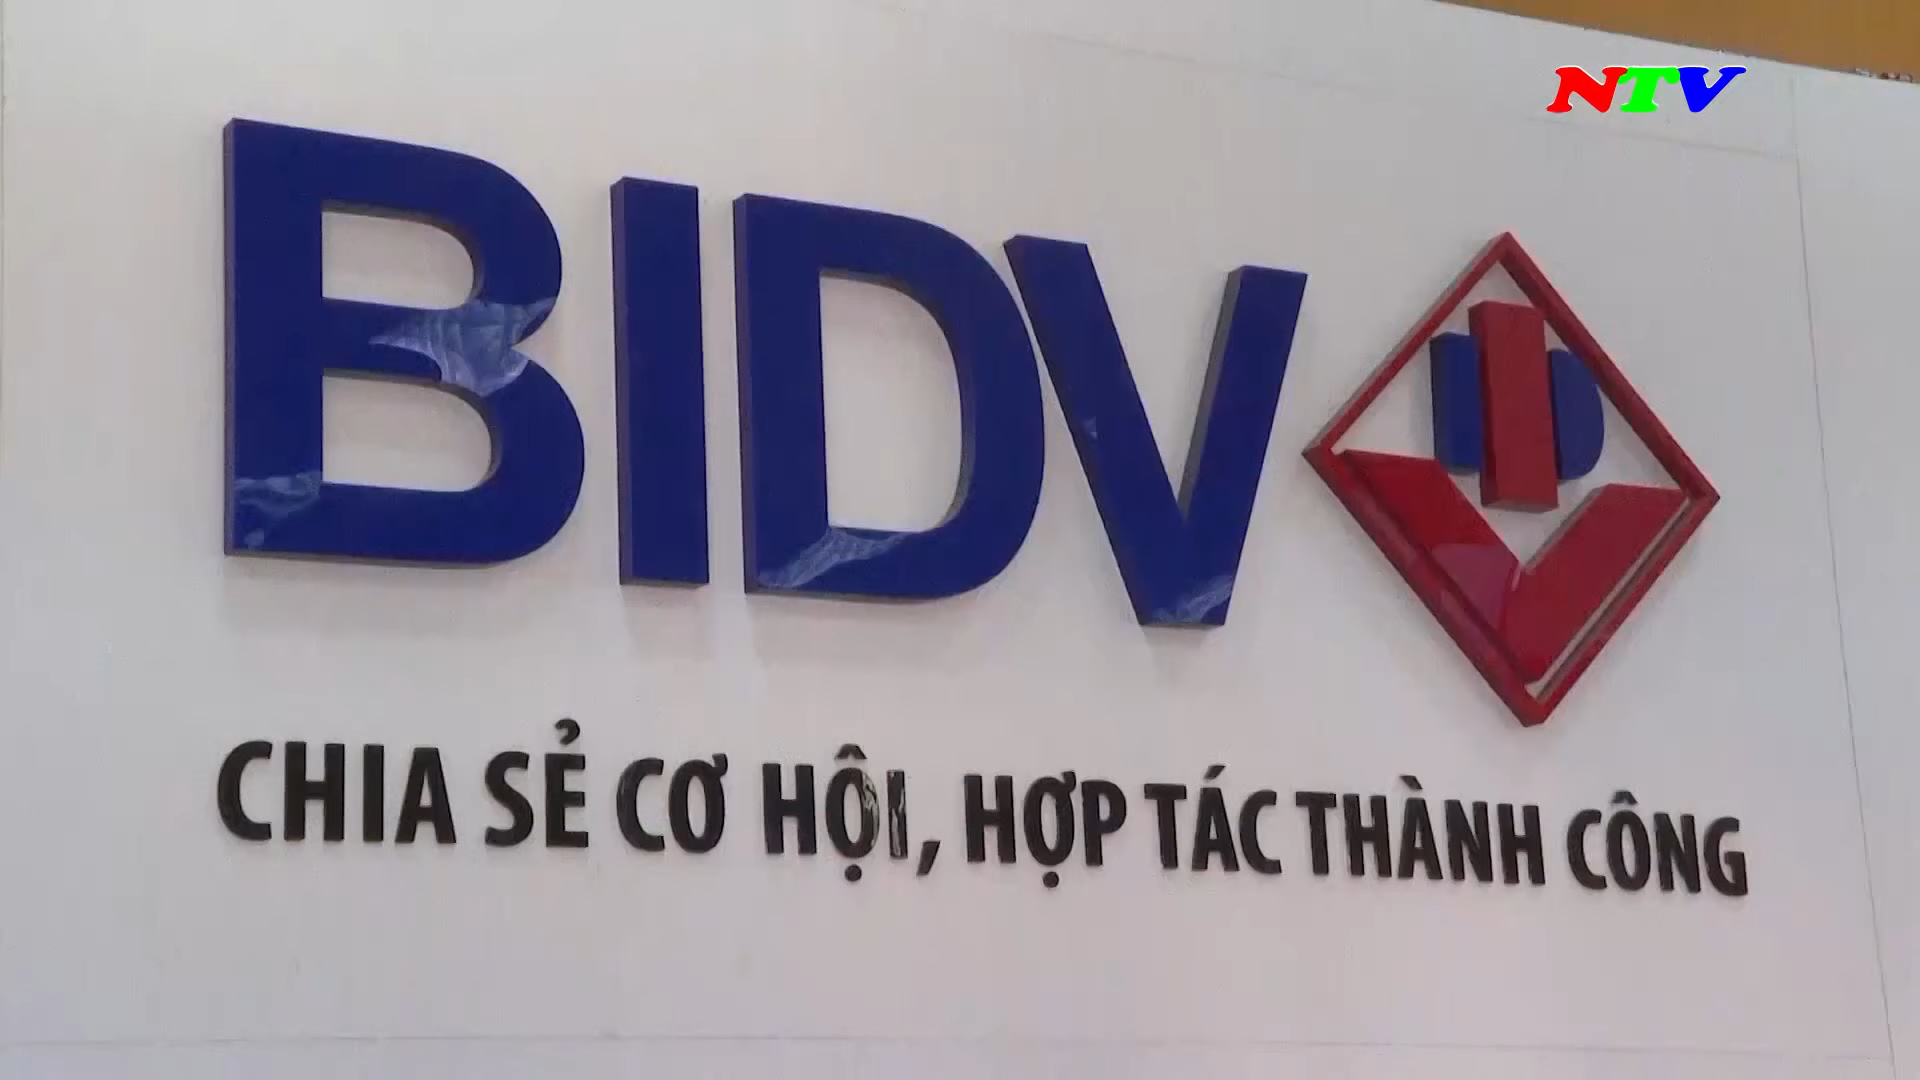 NTV
BIDV
CHIA SẺ CƠ HỘI, HỢP TÁC THÀNH CÔNG